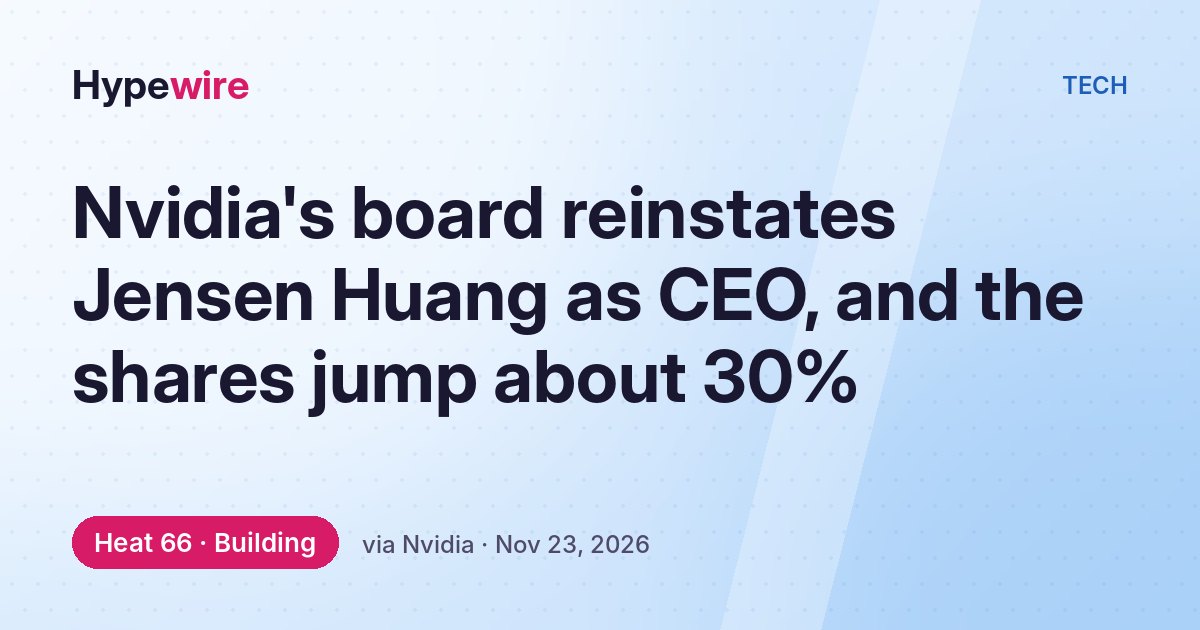 Hypewire
TECH
Nvidia's board reinstates
Jensen Huang as CEO, and the
shares jump about 30%
Heat 66 · Building
via Nvidia · Nov 23, 2026